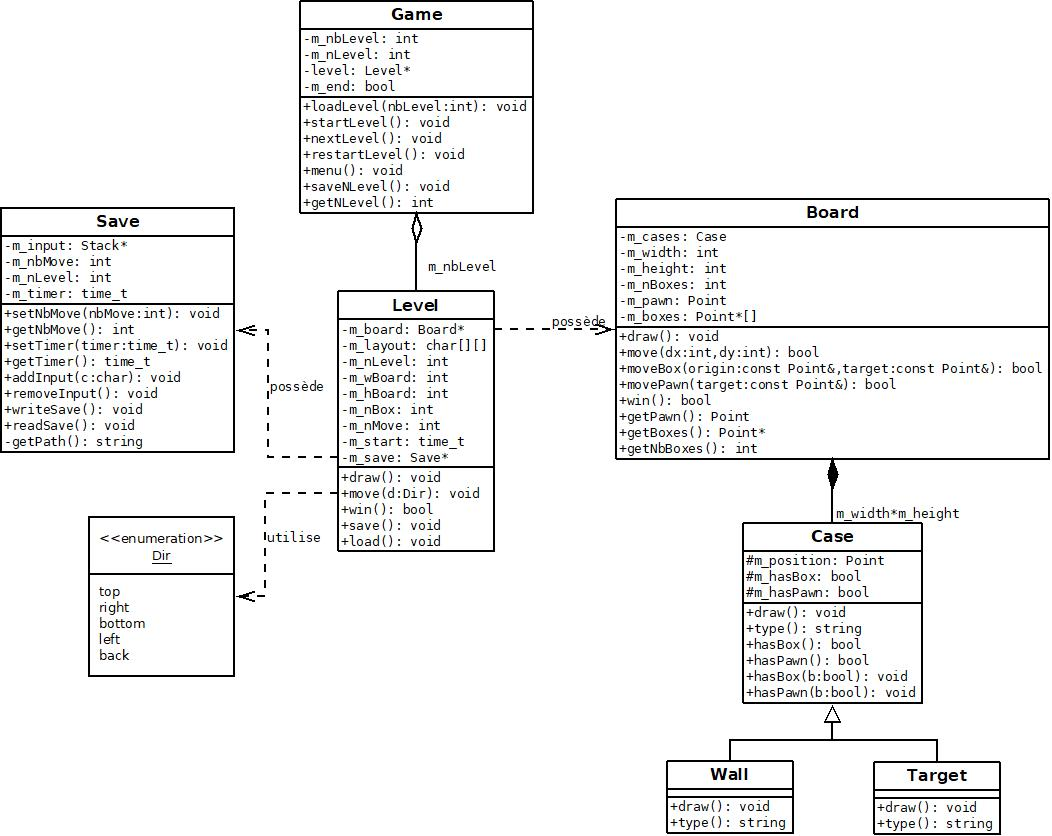 Game
-m_nbLevel: int
-m_nLevel: int
-level: Level*
-m_end: bool
+loadLevel(nbLevel:int): void
+startLevel(): void
+nextLevel(): void
+restartLevel(): void
+menu(): void
+saveNLevel(): void
+getNLevel(): int
m_nbLevel
Save
-m_input: Stack*
-m_nbMove: int
-m_nLevel: int
-m_timer: time_t
+setNbMove(nbMove:int): void
+getNbMove(): int
+setTimer(timer:time_t): void
+getTimer(): time_t
+addInput(c:char): void
+removeInput(): void
+writeSave(): void
+readSave(): void
-getPath(): string
possède
Level
-m_board: Board*
-m_layout: char[][]
-m_nLevel: int
-m_wBoard: int
-m_hBoard: int
-m_nBox: int
-m_nMove: int
-m_start: time_t
-m_save: Save*
+draw(): void
+move(d:Dir): void
+win(): bool
+save(): void
+load(): void
possède
Board
-m_cases: Case
-m_width: int
-m_height: int
-m_nBoxes: int
-m_pawn: Point
-m_boxes: Point*[]
+draw(): void
+move(dx:int,dy:int): bool
+moveBox(origin:const Point&,target:const Point&): bool
+movePawn(target:const Point&): bool
+win(): bool
+getPawn(): Point
+getBoxes(): Point*
+getNbBoxes(): int
utilise
<<enumeration>>
Dir
top
right
bottom
left
back
m_width*m_height
Case
#m_position: Point
#m_hasBox: bool
#m_hasPawn: bool
+draw(): void
+type(): string
+hasBox(): bool
+hasPawn(): bool
+hasBox(b:bool): void
+hasPawn(b:bool): void
Wall
+draw(): void
+type(): string
Target
+draw(): void
+type(): string